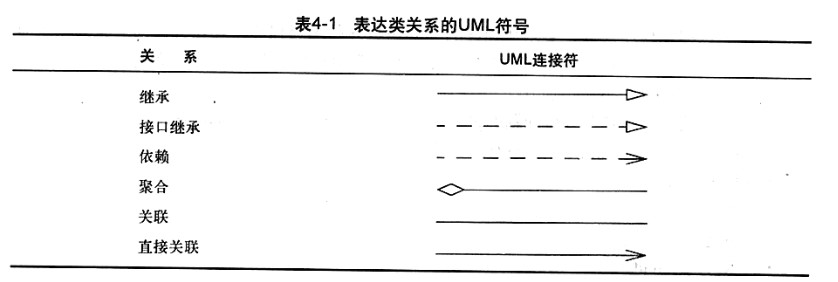 表4-1 表达类关系的UML符号
关 系 UML连接符
继承
接口继承
依赖
聚合
关联
直接关联